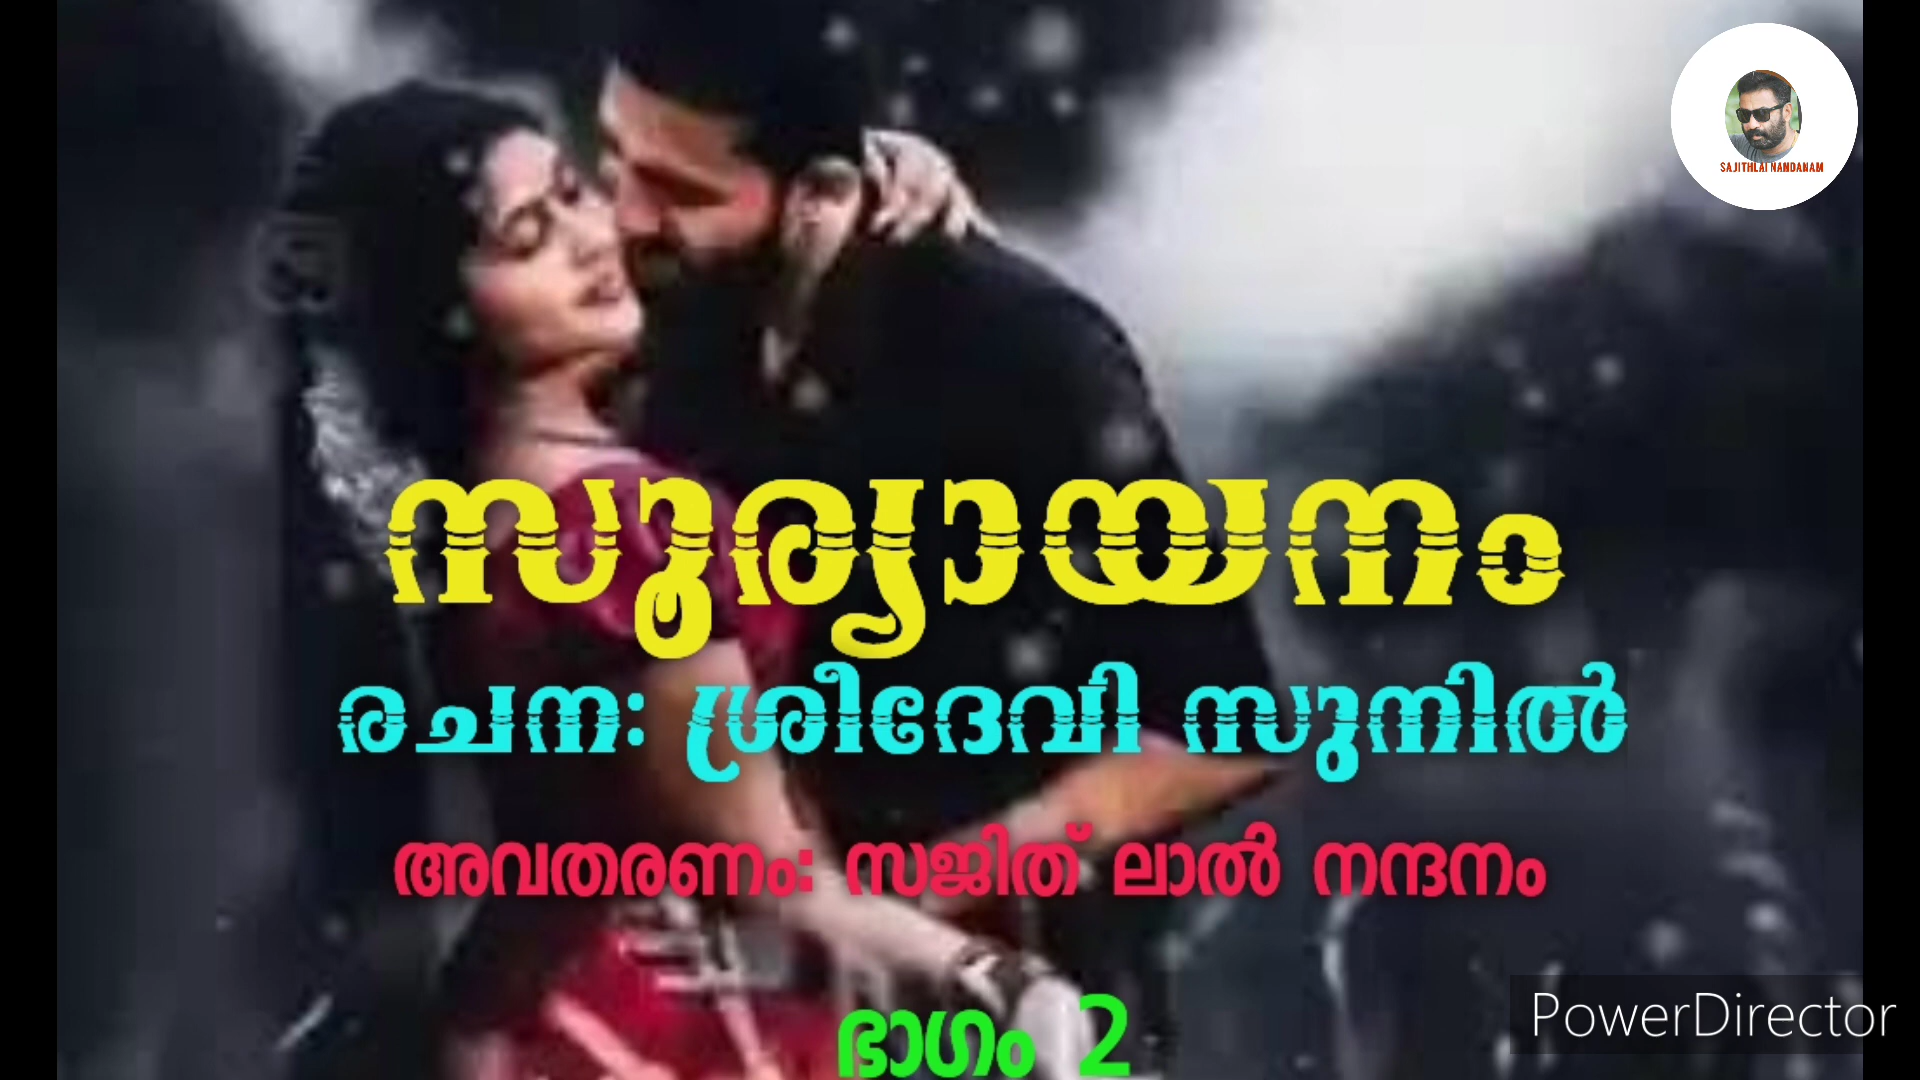 SAJITHLAL NANDANAM
സൂര്യായനം
രചന: ശ്രീദേവി സുനിൽ
അവതരണം: സജിത് ലാൽ നന്ദനം
ഭാഗം 2
PowerDirector